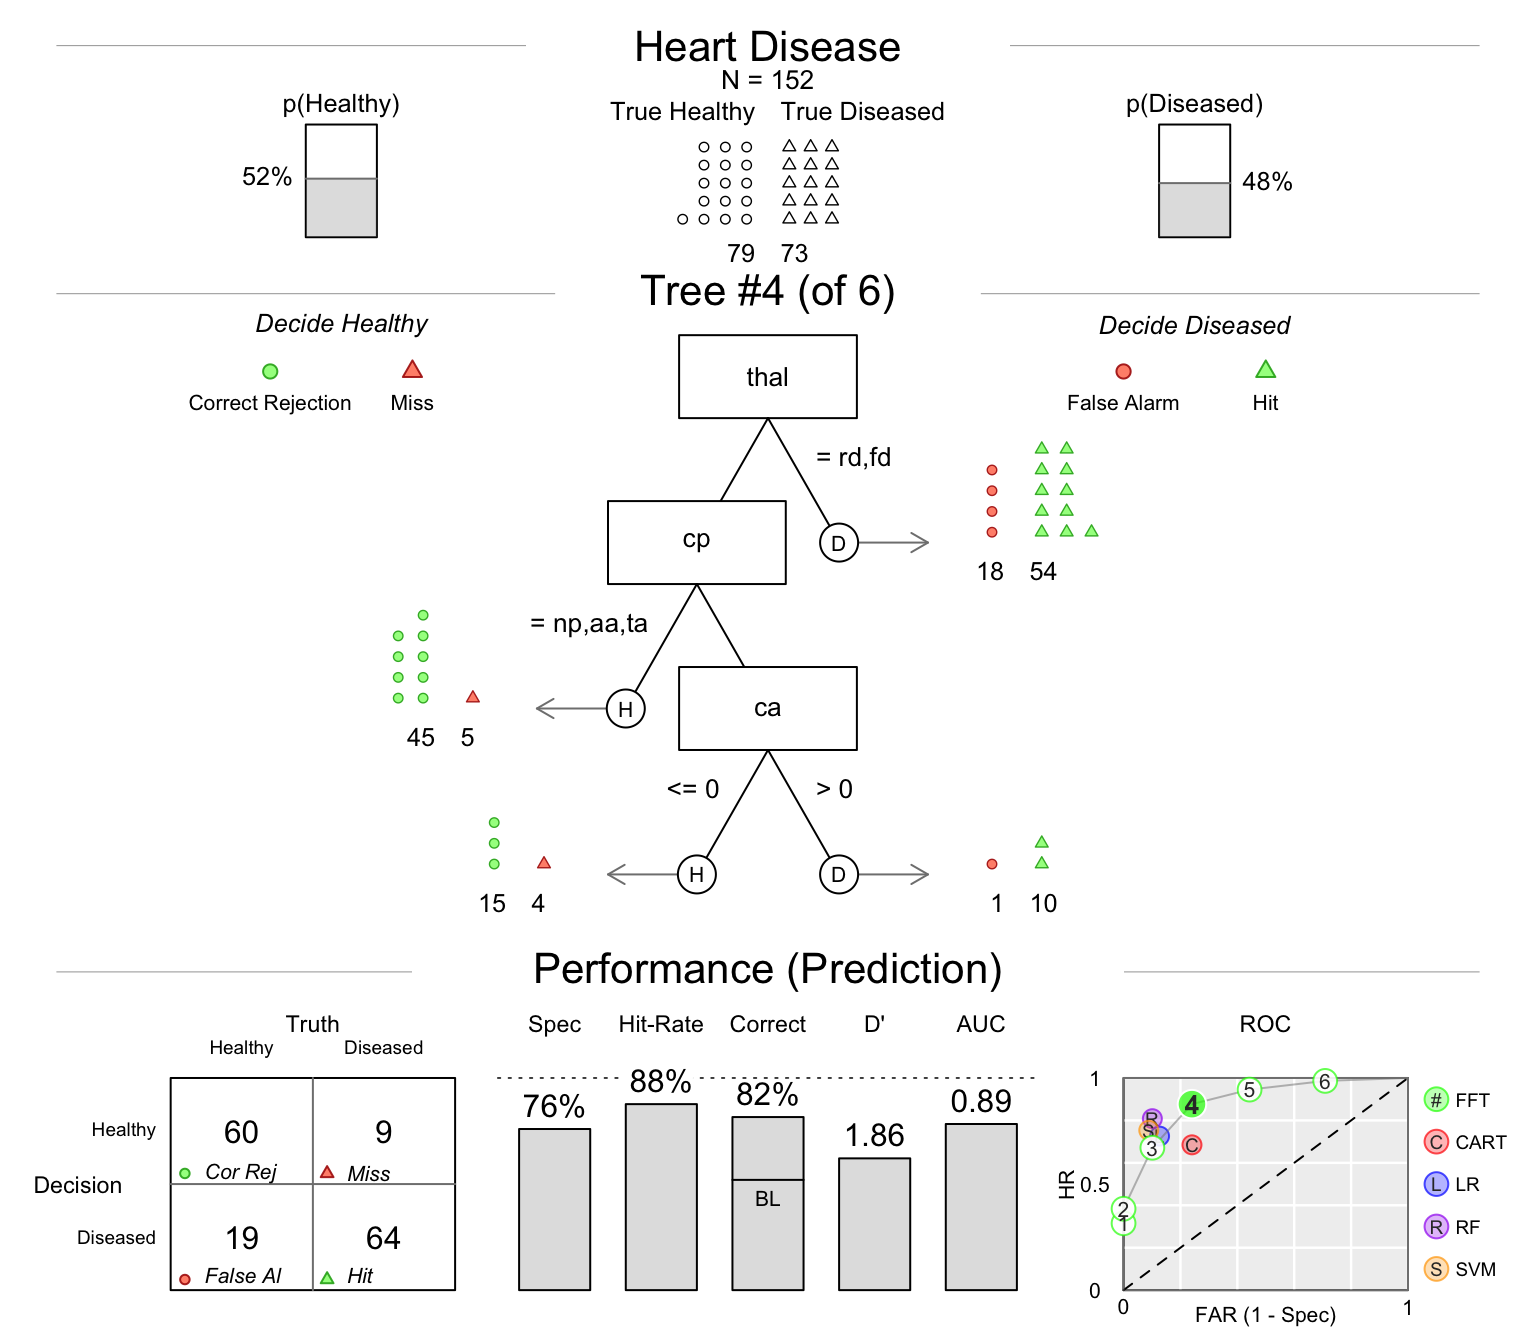 Heart Disease
N = 152
p(Healthy)
True Healthy
True Diseased
p(Diseased)
52%
48%
79
73
Tree #4 (of 6)
Decide Healthy
Decide Diseased
Correct Rejection
Miss
False Alarm
Hit
thal
= rd,fd
cp
D
18
54
= np,aa,ta
H
ca
45
5
<= 0
> 0
H
D
15
4
1
10
Performance (Prediction)
Truth
Healthy
Diseased
Decision
Healthy
60
Cor Rej
9
Miss
Diseased
19
False Al
64
Hit
Spec
Hit-Rate
Correct
D'
AUC
76%
88%
82%
1.86
0.89
BL
ROC
1
0.5
0
HR
0
1
FAR (1 - Spec)
1
2
3
4
5
6
R
S
C
# FFT
C CART
L LR
R RF
S SVM